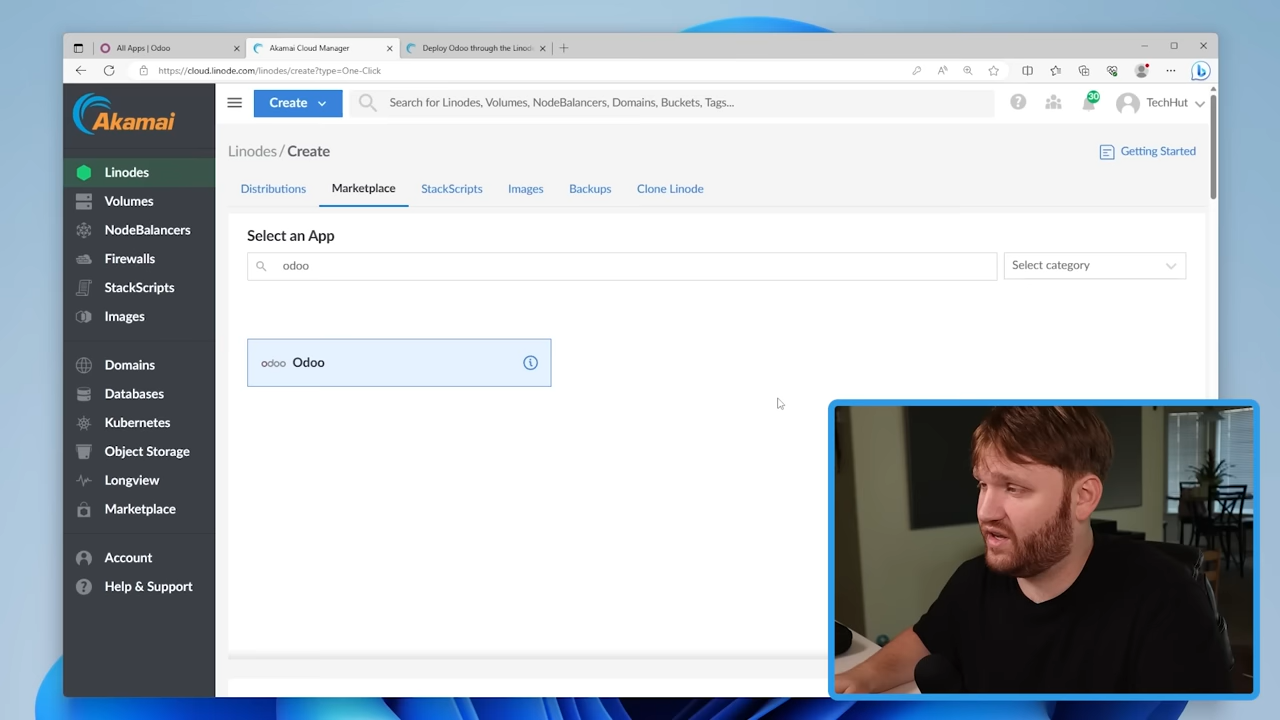 All Apps | Odoo
Akamai Cloud Manager
Deploy Odoo through the Linod
https://cloud.linode.com/linodes/create?type=One-Click
Akamai
Create
Search for Linodes, Volumes, NodeBalancers, Domains, Buckets, Tags...
30
TechHut
Linodes / Create
Getting Started
Linodes
Volumes
NodeBalancers
Firewalls
StackScripts
Images
Domains
Databases
Kubernetes
Object Storage
Longview
Marketplace
Account
Help & Support
Distributions
Marketplace
StackScripts
Images
Backups
Clone Linode
Select an App
odoo
Select category
odoo Odoo